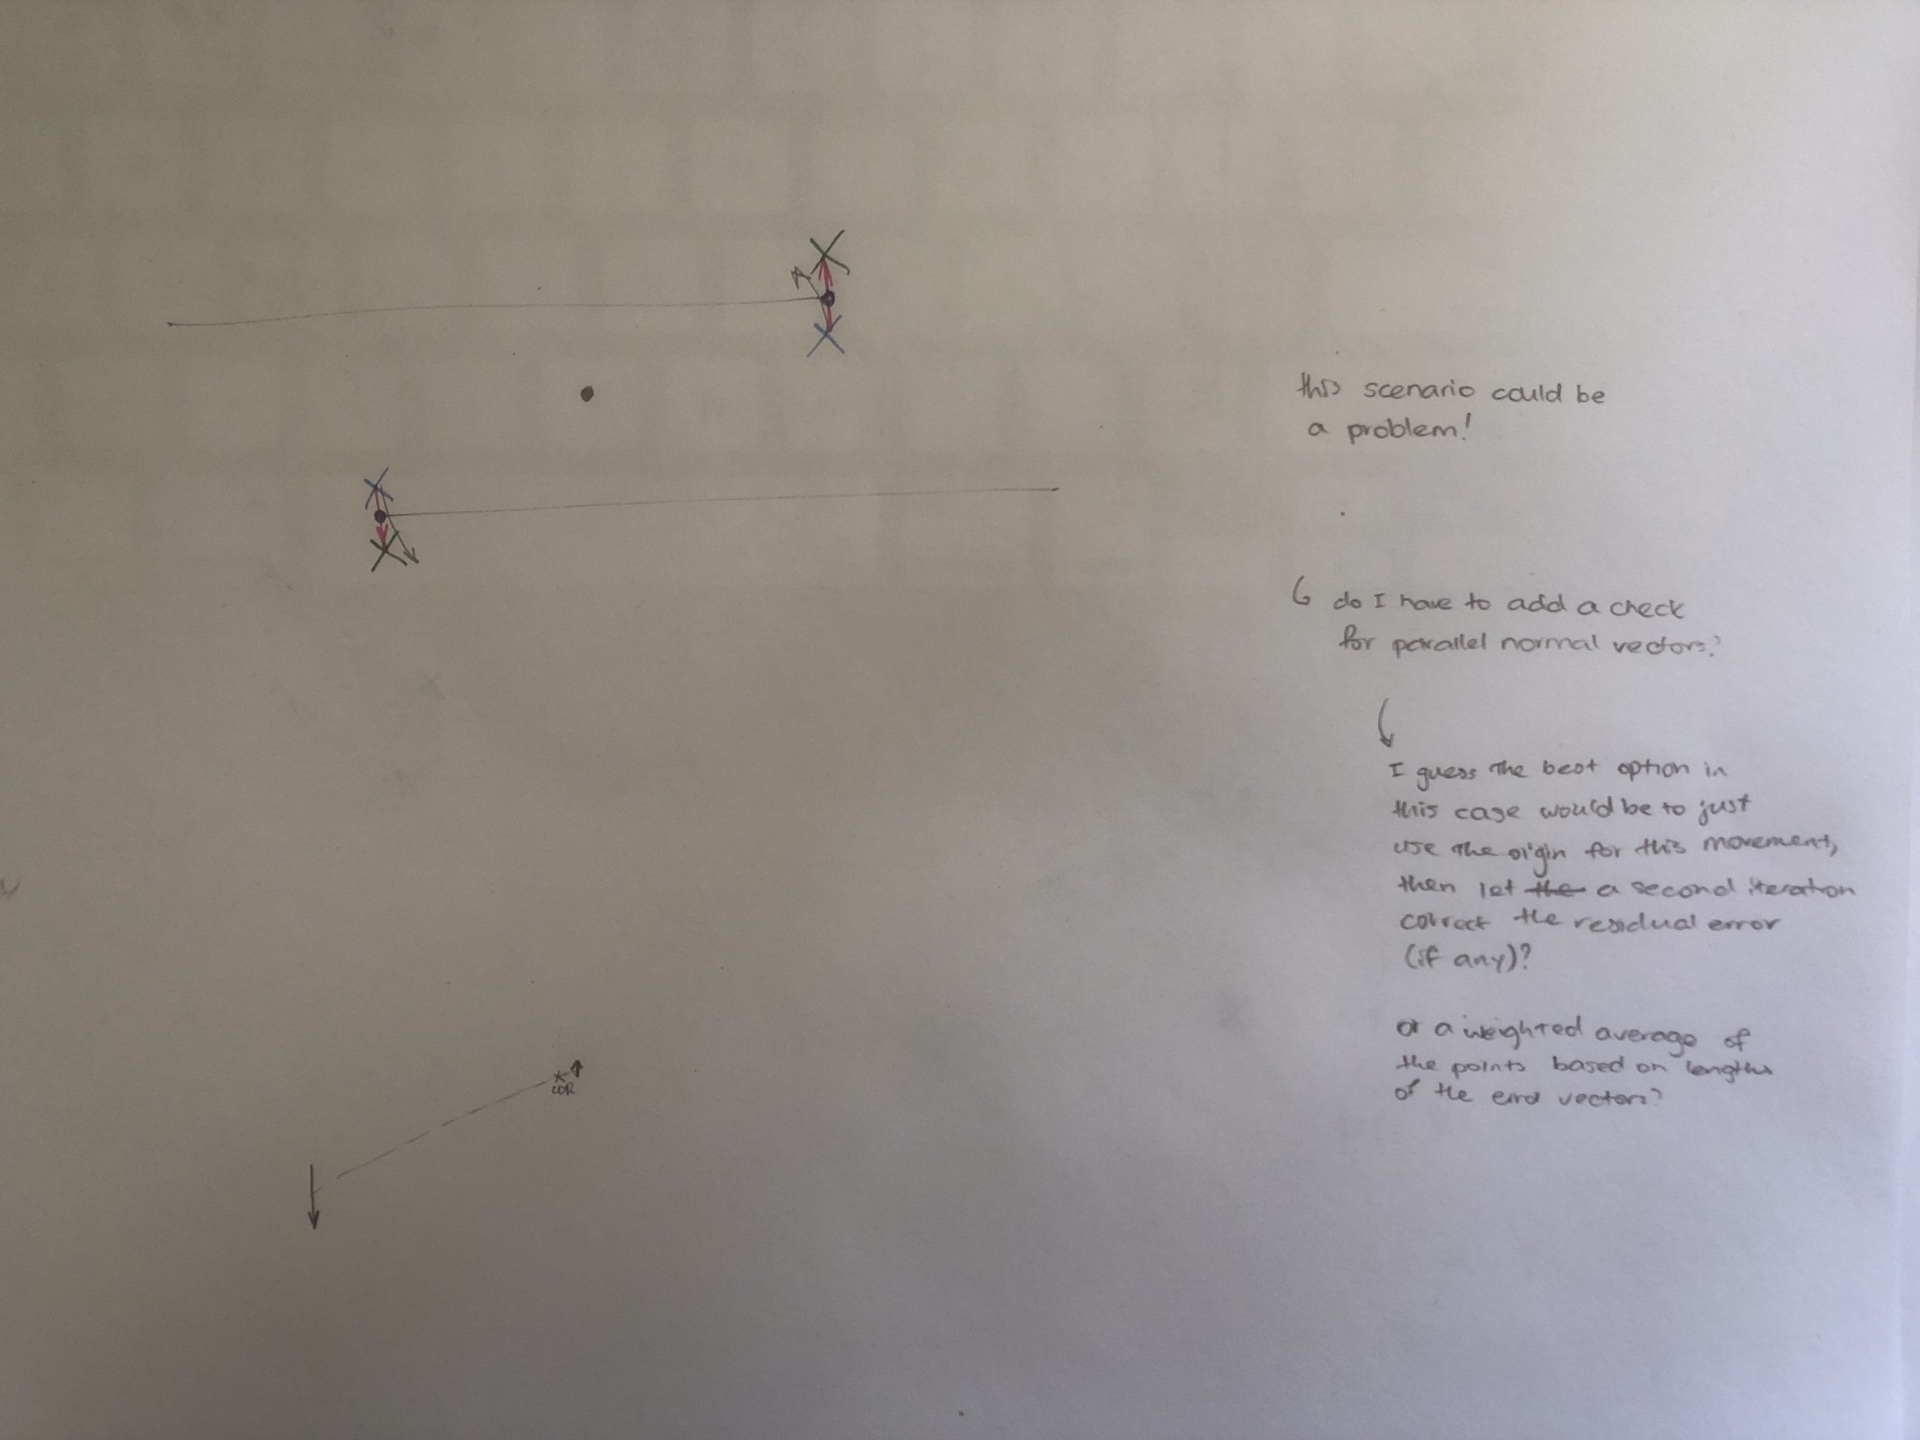 this scenario could be
a problem!
do I have to add a check
for parallel normal vectors?
I guess the best option in
this case would be to just
use the origin for this movement,
then let the a second iteration
correct the residual error
(if any)?
or a weighted average of
the points based on lengths
of the error vectors?
COR